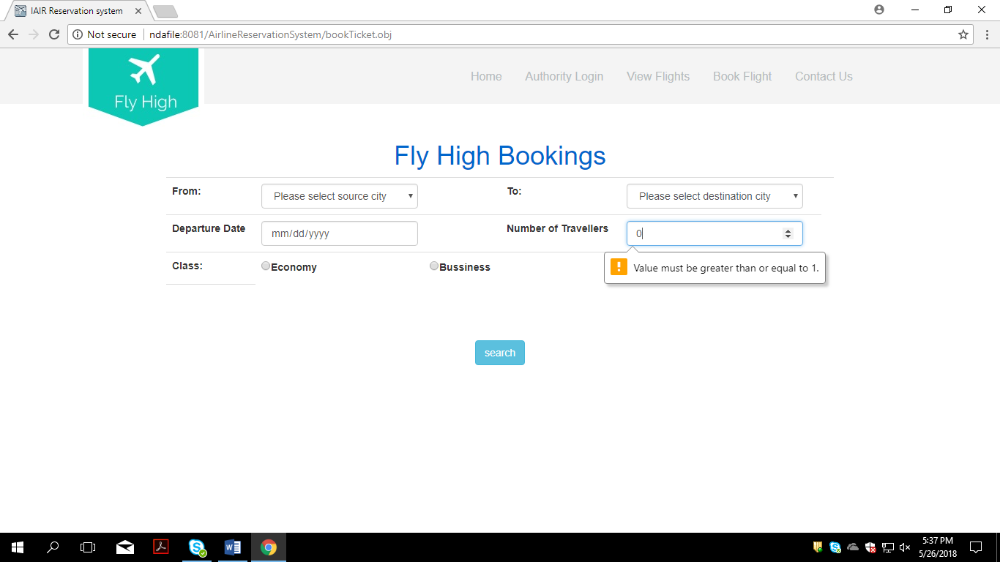 IAIR Reservation system
Not secure ndafile:8081/AirlineReservationSystem/bookTicket.obj
Fly High
Home Authority Login View Flights Book Flight Contact Us
Fly High Bookings
From: Please select source city To: Please select destination city
Departure Date mm/dd/yyyy Number of Travellers 0
Class: Economy Bussiness
Value must be greater than or equal to 1.
search
5:37 PM
5/26/2018